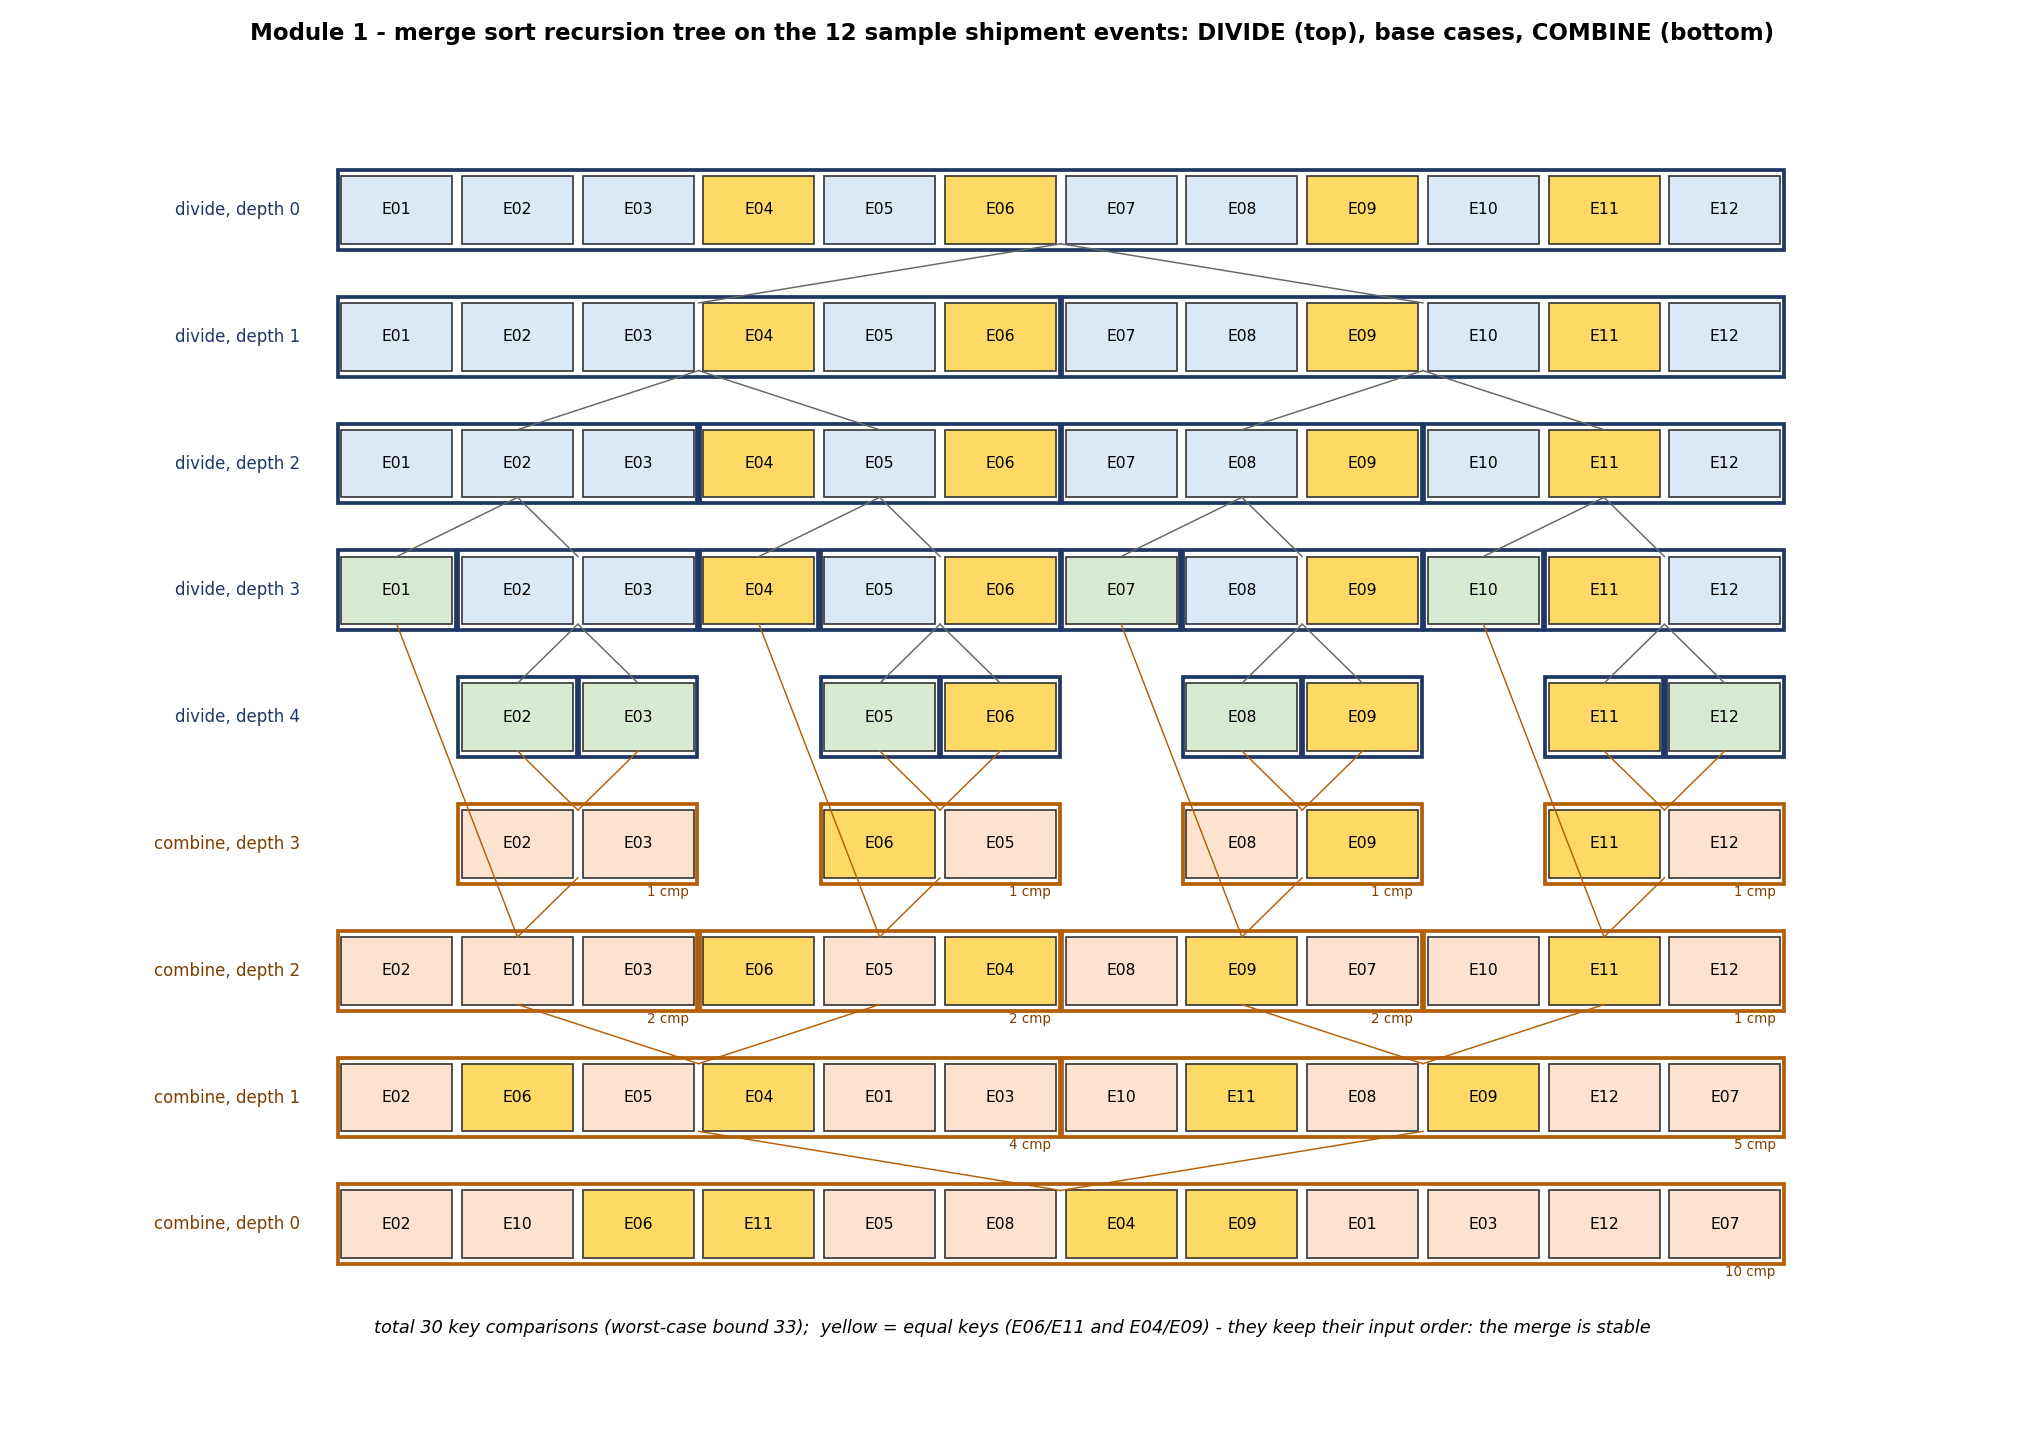 Module 1 - merge sort recursion tree on the 12 sample shipment events: DIVIDE (top), base cases, COMBINE (bottom)
divide, depth 0 E01 E02 E03 E04 E05 E06 E07 E08 E09 E10 E11 E12
divide, depth 1 E01 E02 E03 E04 E05 E06 E07 E08 E09 E10 E11 E12
divide, depth 2 E01 E02 E03 E04 E05 E06 E07 E08 E09 E10 E11 E12
divide, depth 3 E01 E02 E03 E04 E05 E06 E07 E08 E09 E10 E11 E12
divide, depth 4 E02 E03 E05 E06 E08 E09 E11 E12
combine, depth 3 E02 E03 E06 E05 E08 E09 E11 E12
1 cmp 1 cmp 1 cmp 1 cmp
combine, depth 2 E02 E01 E03 E06 E05 E04 E08 E09 E07 E10 E11 E12
2 cmp 2 cmp 2 cmp 1 cmp
combine, depth 1 E02 E06 E05 E04 E01 E03 E10 E11 E08 E09 E12 E07
4 cmp 5 cmp
combine, depth 0 E02 E10 E06 E11 E05 E08 E04 E09 E01 E03 E12 E07
10 cmp
total 30 key comparisons (worst-case bound 33);  yellow = equal keys (E06/E11 and E04/E09) - they keep their input order: the merge is stable